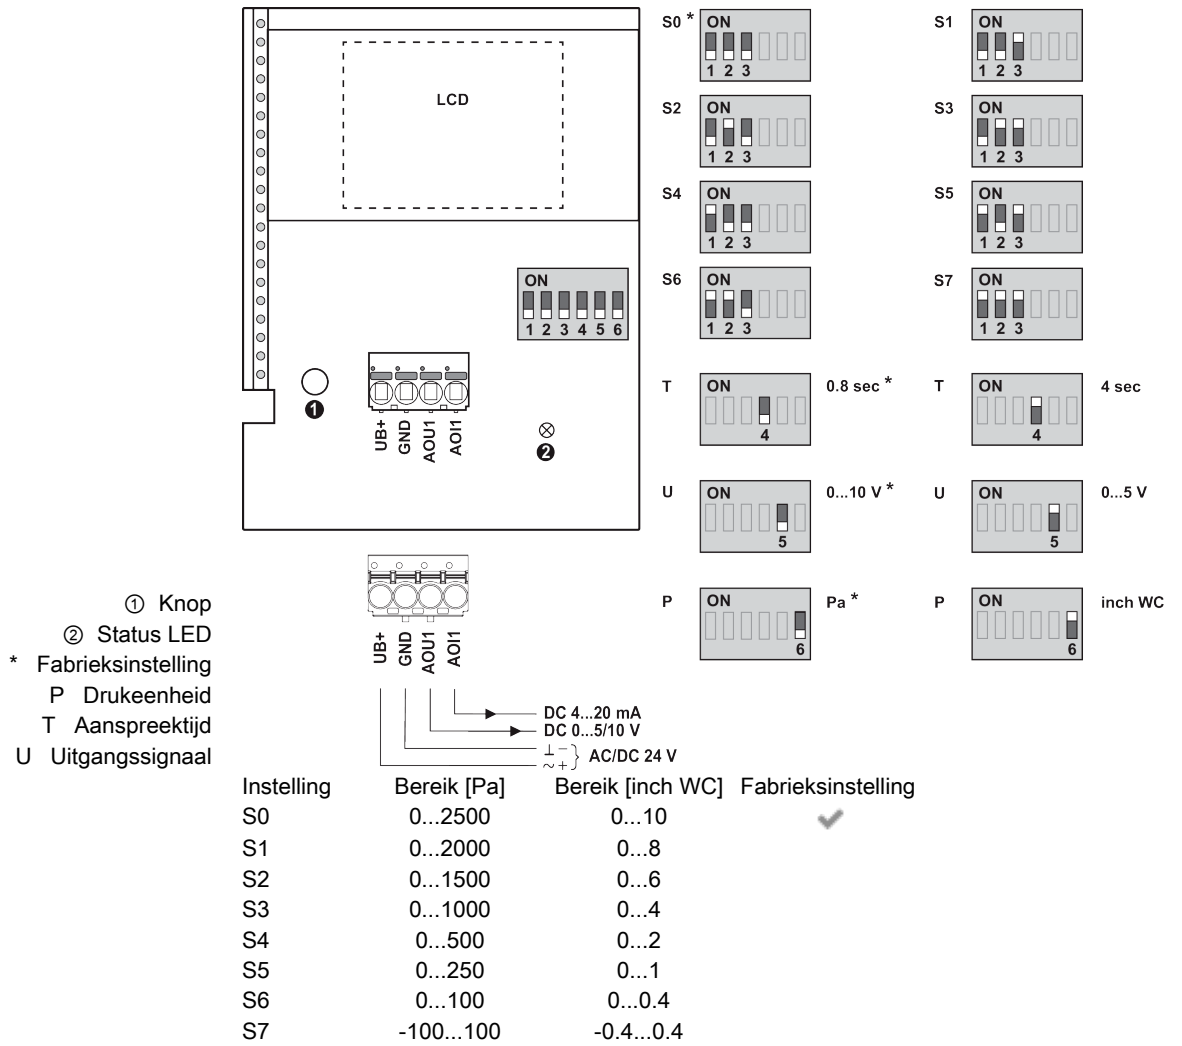 LCD
ON
1 2 3 4 5 6
❶
UB+
GND
AOU1
AOI1
❷
UB+
GND
AOU1
AOI1
DC 4...20 mA
DC 0...5/10 V
⊥ −
~ + } AC/DC 24 V
S0 *
ON
1 2 3
S1
ON
1 2 3
S2
ON
1 2 3
S3
ON
1 2 3
S4
ON
1 2 3
S5
ON
1 2 3
S6
ON
1 2 3
S7
ON
1 2 3
T
ON
4
0.8 sec *
T
ON
4
4 sec
U
ON
5
0...10 V *
U
ON
5
0...5 V
P
ON
6
Pa *
P
ON
6
inch WC
① Knop
② Status LED
* Fabrieksinstelling
P Drukeenheid
T Aanspreektijd
U Uitgangssignaal
Instelling Bereik [Pa] Bereik [inch WC] Fabrieksinstelling
S0 0...2500 0...10 ✔
S1 0...2000 0...8
S2 0...1500 0...6
S3 0...1000 0...4
S4 0...500 0...2
S5 0...250 0...1
S6 0...100 0...0.4
S7 -100...100 -0.4...0.4